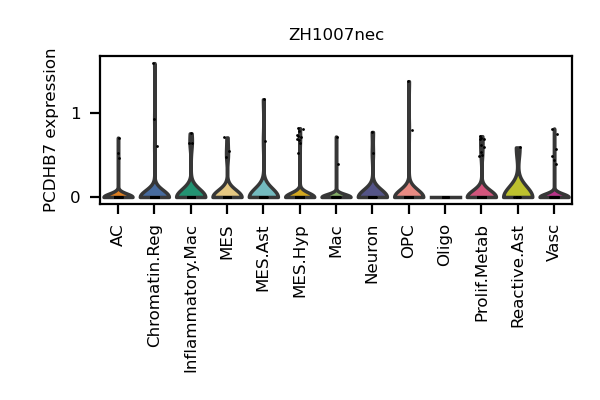 ZH1007nec
PCDHB7 expression
1
0
AC
Chromatin.Reg
Inflammatory.Mac
MES
MES.Ast
MES.Hyp
Mac
Neuron
OPC
Oligo
Prolif.Metab
Reactive.Ast
Vasc